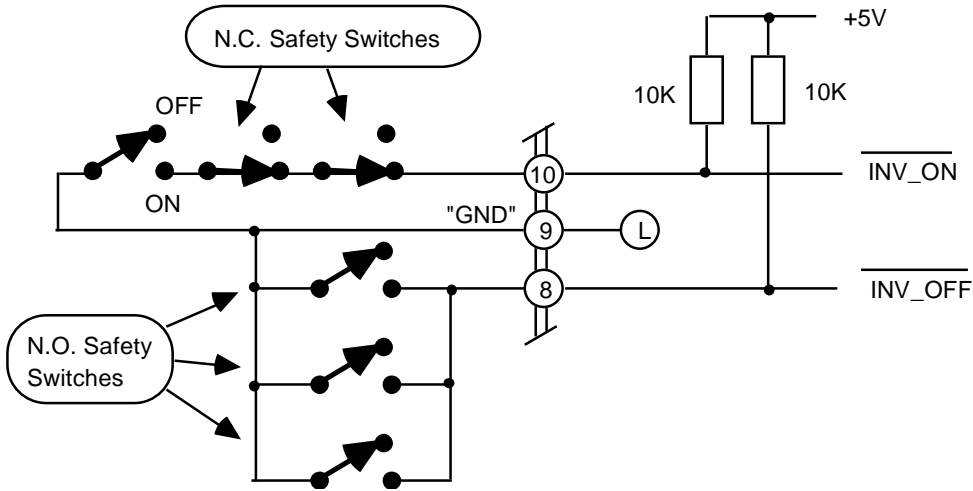 +5V
N.C. Safety Switches
10K
10K
OFF
ON
10
INV_ON
"GND"
9
L
8
INV_OFF
N.O. Safety
Switches